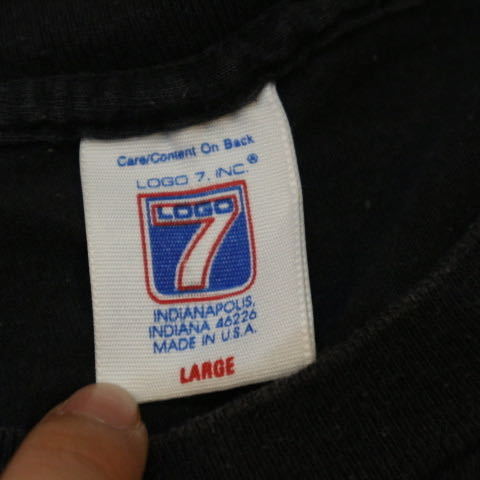 Care/Content On Back
LOGO 7, INC.®
LOGO
7
INDIANAPOLIS,
INDIANA 46226
MADE IN U.S.A.
LARGE